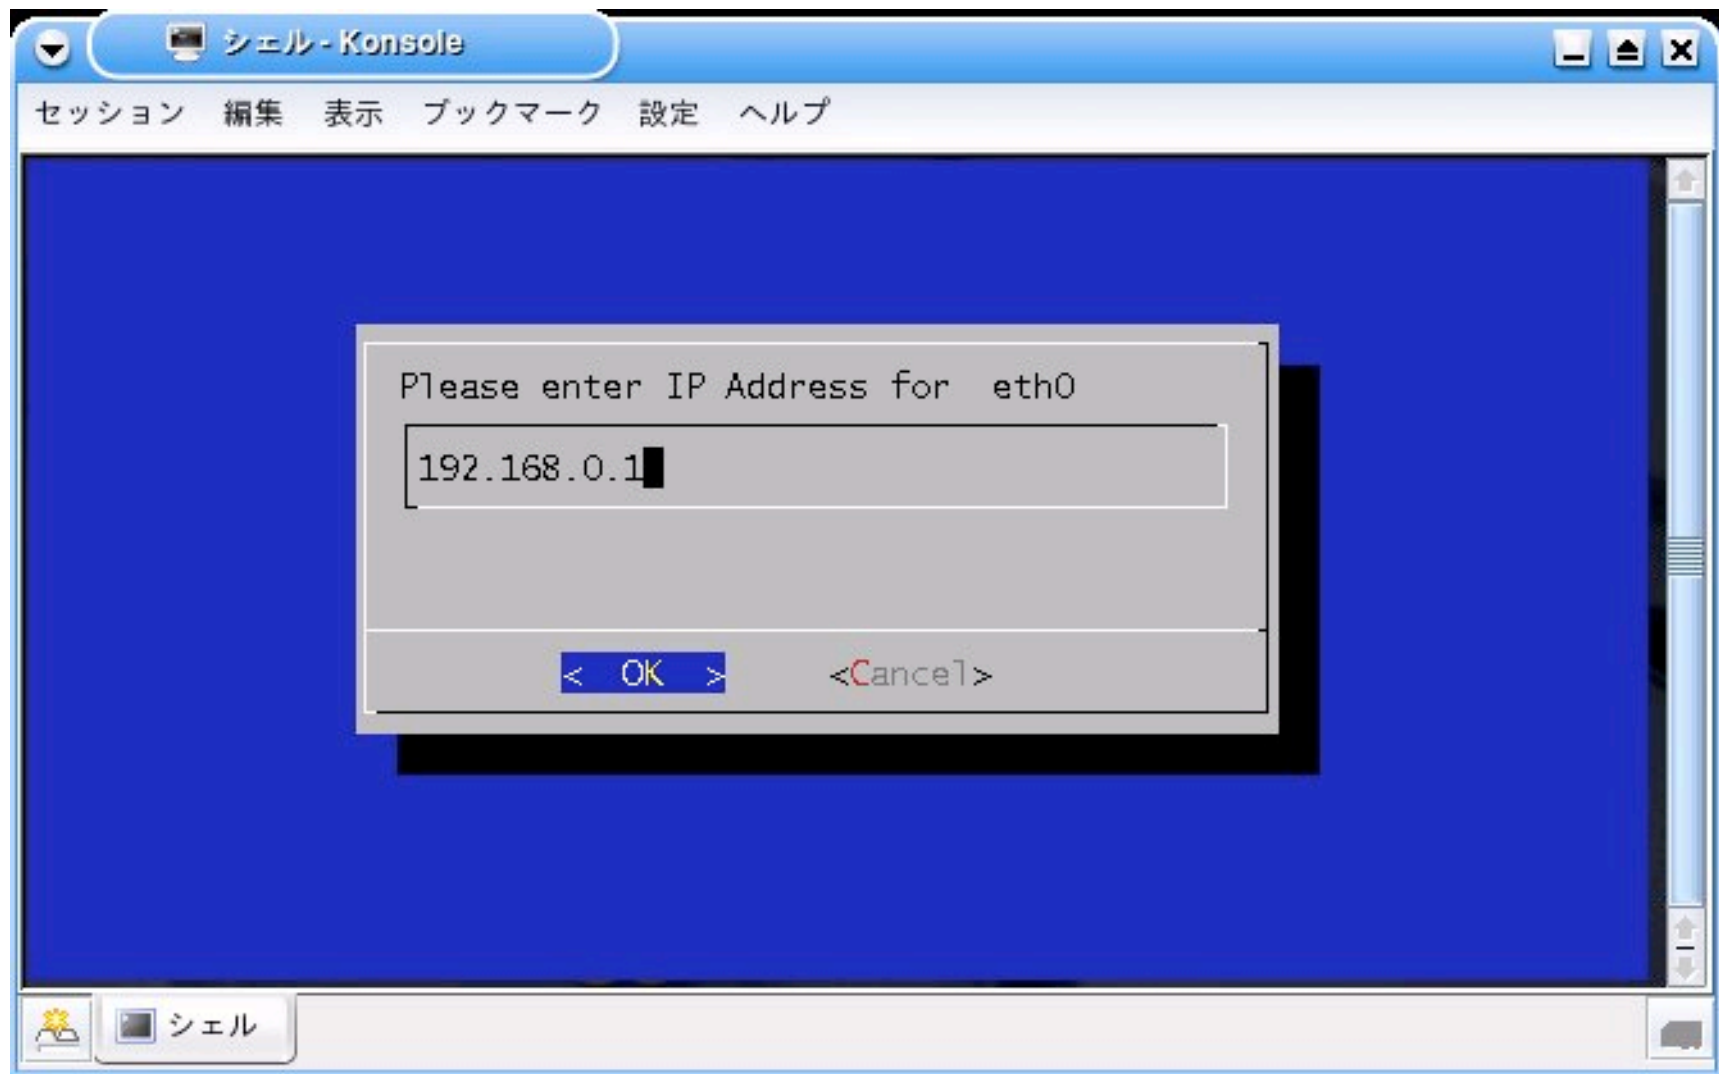 シェル - Konsole
セッション 編集 表示 ブックマーク 設定 ヘルプ
Please enter IP Address for eth0
192.168.0.1
< OK > <Cancel>
シェル